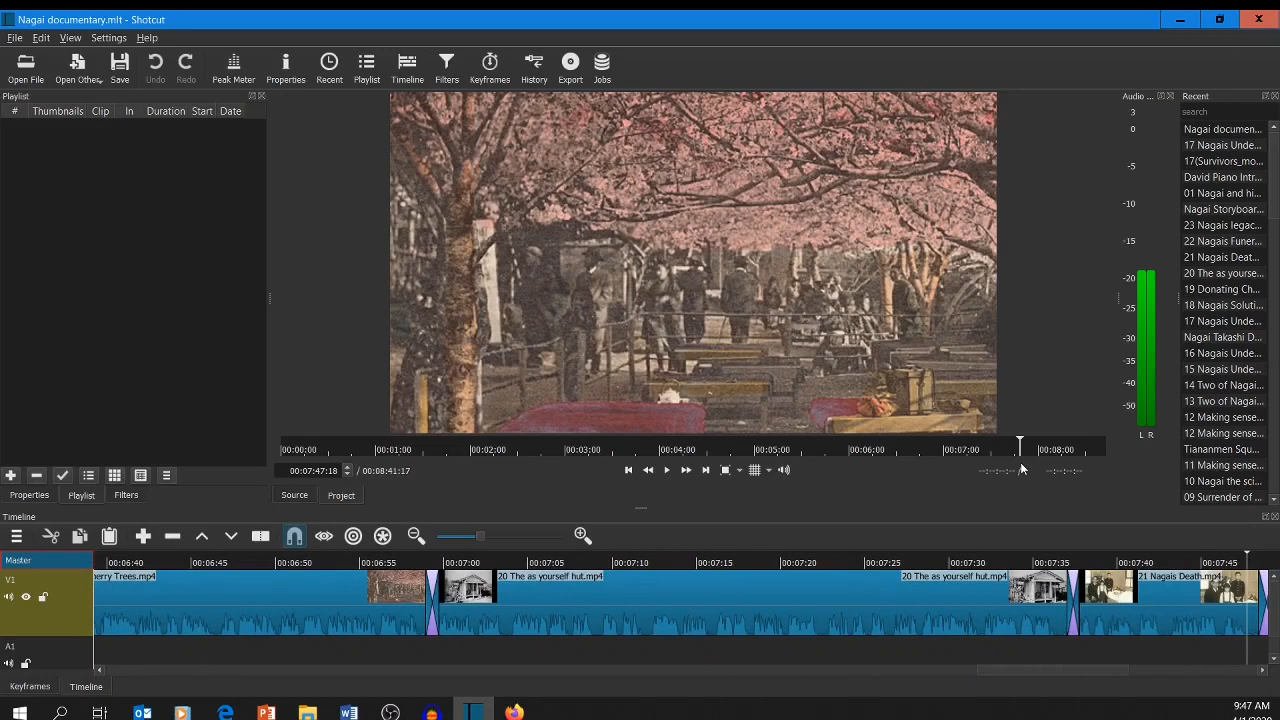 Nagai documentary.mlt - Shotcut
File Edit View Settings Help
Open File Open Other. Save Undo Redo Peak Meter Properties Recent Playlist Timeline Filters Keyframes History Export Jobs
Playlist
# Thumbnails Clip In Duration Start Date
Audio ...
3
0
-5
-10
-15
-20
-25
-30
-35
-40
-50
L R
Recent
search
Nagai documen...
17 Nagais Unde...
17(Survivors_mo...
David Piano Intr...
01 Nagai and hi...
Nagai Storyboar...
23 Nagais legac...
22 Nagais Funer...
21 Nagais Deat...
20 The as yourse...
19 Donating Ch...
18 Nagais Soluti...
17 Nagais Unde...
Nagai Takashi D...
16 Nagais Unde...
15 Nagais Unde...
14 Two of Nagai...
13 Two of Nagai...
12 Making sense...
12 Making sense...
Tiananmen Squ...
11 Making sense...
10 Nagai the sci...
09 Surrender of ...
00:00:00 00:01:00 00:02:00 00:03:00 00:04:00 00:05:00 00:06:00 00:07:00 00:08:00
00:07:47:18 / 00:08:41:17 --:--:--:-- / --:--:--:--
Properties Playlist Filters Source Project
Timeline
Master 00:06:40 00:06:45 00:06:50 00:06:55 00:07:00 00:07:05 00:07:10 00:07:15 00:07:20 00:07:25 00:07:30 00:07:35 00:07:40 00:07:45
V1 erry Trees.mp4 20 The as yourself hut.mp4 20 The as yourself hut.mp4 21 Nagais Death.mp4
A1
Keyframes Timeline
9:47 AM